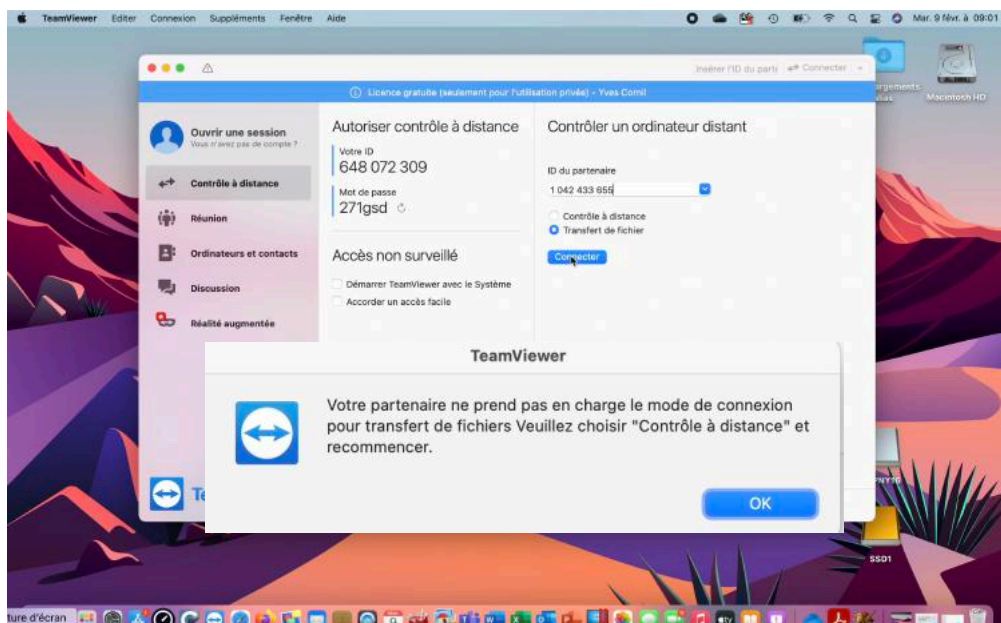 TeamViewer Editer Connexion Suppléments Fenêtre Aide
Mar. 9 févr. à 09:01
Insérer l'ID du parti Connecter
Macintosh HD
Licence gratuite (seulement pour l'utilisation privée) - Yves Cornil
Ouvrir une session
Vous n'avez pas de compte ?
Contrôle à distance
Réunion
Ordinateurs et contacts
Discussion
Réalité augmentée
Autoriser contrôle à distance
Votre ID
648 072 309
Mot de passe
271gsd
Accès non surveillé
Démarrer TeamViewer avec le Système
Accorder un accès facile
Contrôler un ordinateur distant
ID du partenaire
1 042 433 655
Contrôle à distance
Transfert de fichier
Connecter
TeamViewer
Votre partenaire ne prend pas en charge le mode de connexion
pour transfert de fichiers Veuillez choisir "Contrôle à distance" et
recommencer.
OK
SSD1
ture d'écran